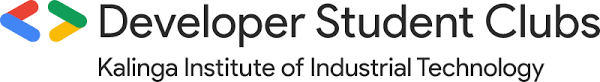 Developer Student Clubs
Kalinga Institute of Industrial Technology